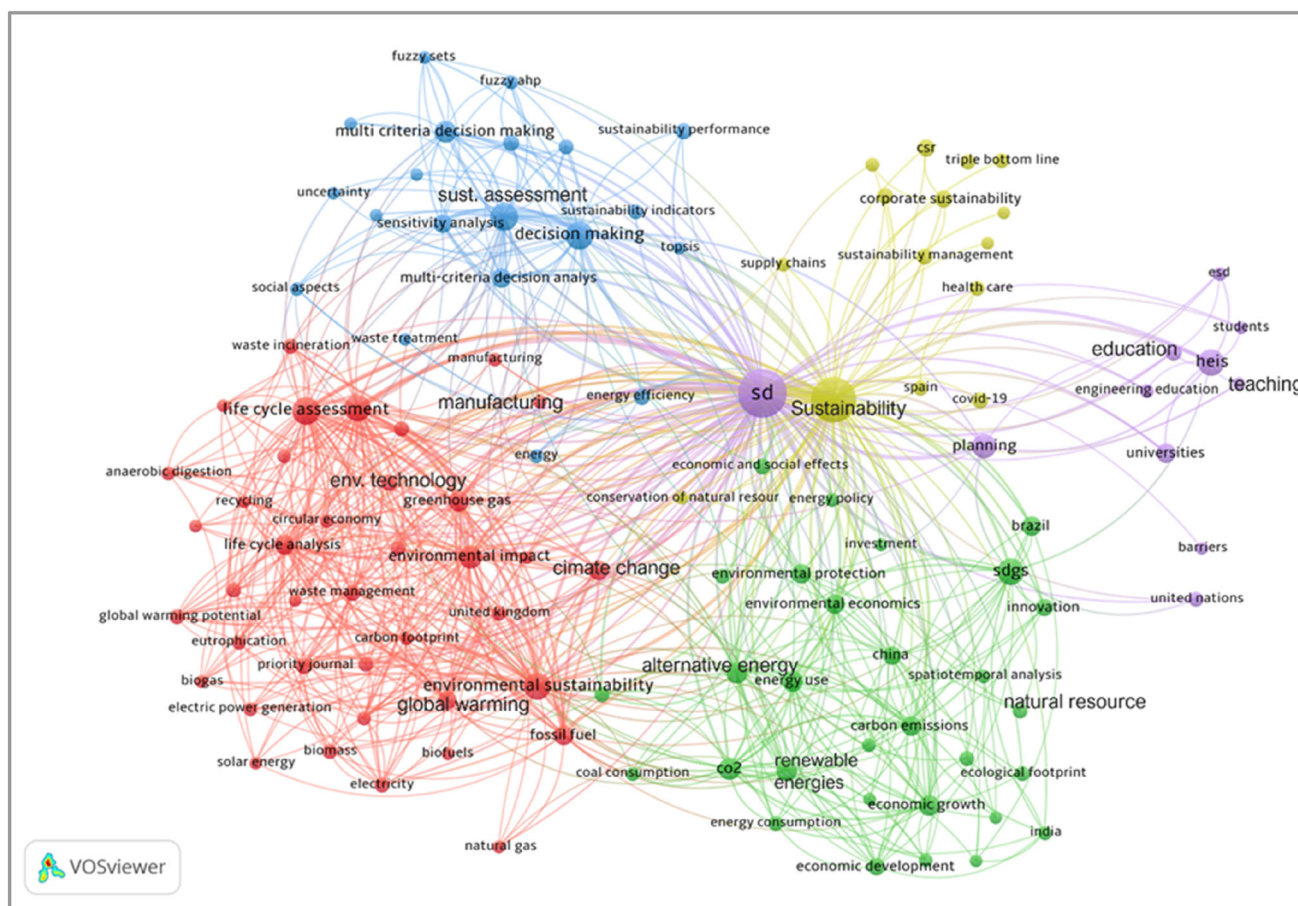 fuzzy sets
fuzzy ahp
multi criteria decision making
sustainability performance
csr
triple bottom line
uncertainty
sust. assessment
corporate sustainability
sensitivity analysis
sustainability indicators
decision making
topsis
supply chains
sustainability management
multi-criteria decision analys
esd
social aspects
health care
students
waste incineration
waste treatment
manufacturing
education
heis
engineering education
teaching
life cycle assessment
manufacturing
energy efficiency
sd
Sustainability
spain
covid-19
planning
universities
energy
economic and social effects
anaerobic digestion
env. technology
recycling
greenhouse gas
conservation of natural resour
energy policy
circular economy
brazil
life cycle analysis
environmental impact
investment
barriers
cimate change
environmental protection
sdgs
waste management
united nations
global warming potential
united kingdom
environmental economics
innovation
eutrophication
carbon footprint
china
priority journal
alternative energy
spatiotemporal analysis
biogas
environmental sustainability
energy use
electric power generation
global warming
natural resource
carbon emissions
fossil fuel
solar energy
biomass
biofuels
renewable
energies
coal consumption
co2
ecological footprint
electricity
economic growth
energy consumption
india
natural gas
economic development
VOSviewer